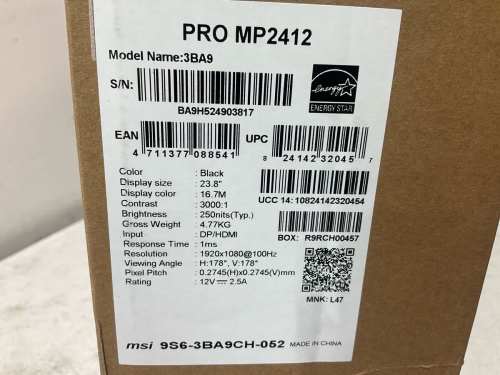 PRO MP2412
Model Name:3BA9
S/N:
BA9H524903817
energy
ENERGY STAR
EAN
4 711377 088541
UPC
8 24142 32045 7
Color : Black
Display size : 23.8"
Display color : 16.7M
Contrast : 3000:1
Brightness : 250nits(Typ.)
Gross Weight : 4.77KG
Input : DP/HDMI
Response Time : 1ms
Resolution : 1920x1080@100Hz
Viewing Angle : H:178°, V:178°
Pixel Pitch : 0.2745(H)x0.2745(V)mm
Rating : 12V ⎓ 2.5A
UCC 14: 10824142320454
BOX: R9RCH00457
MNK: L47
msi 9S6-3BA9CH-052 MADE IN CHINA